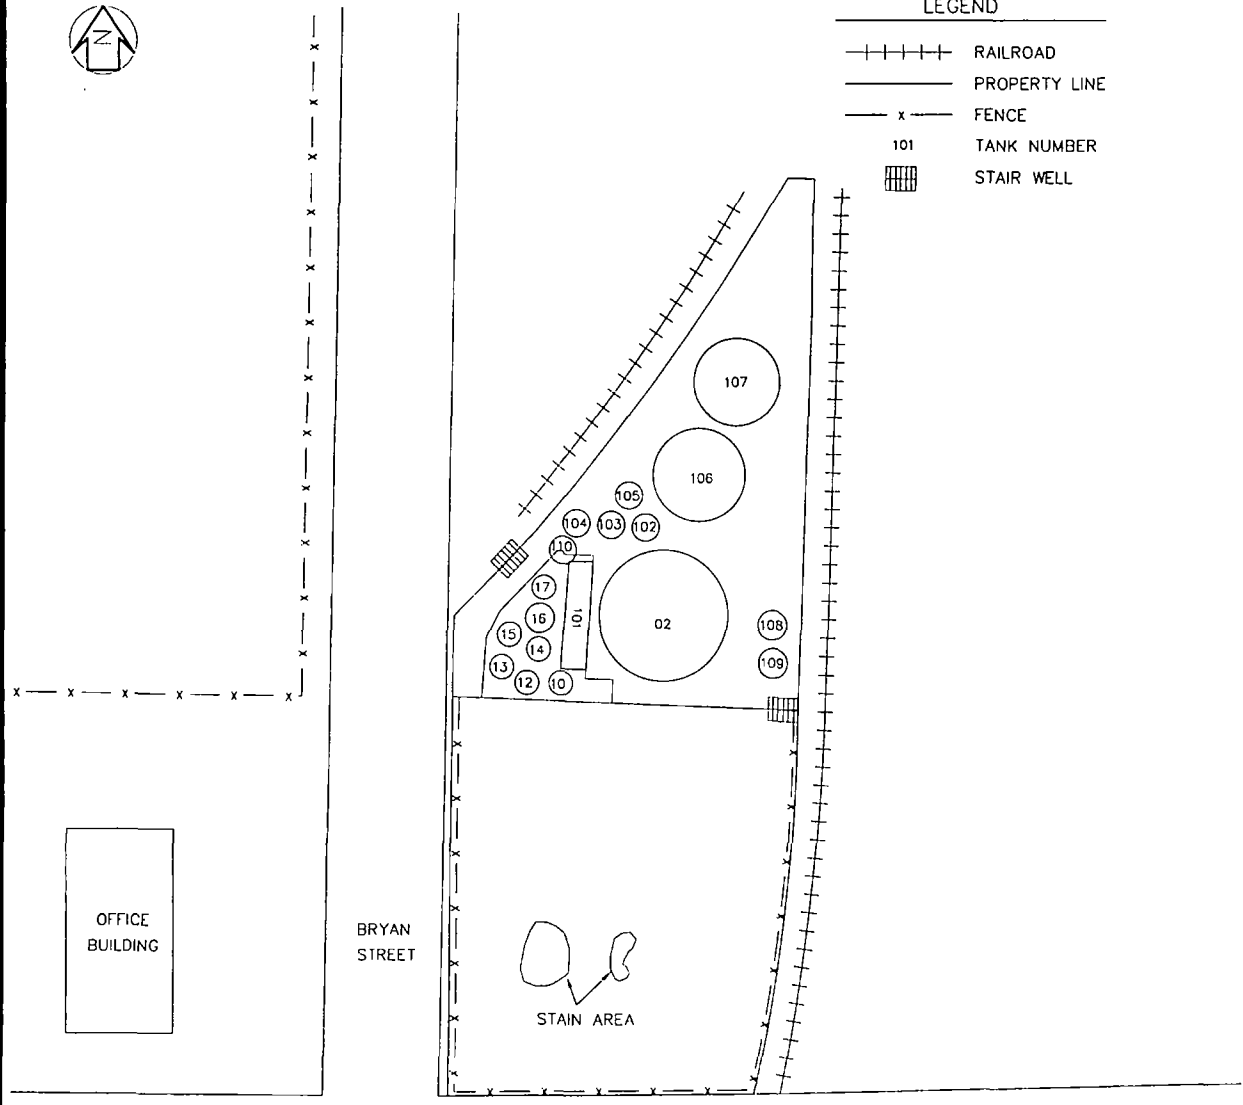 LEGEND
RAILROAD
PROPERTY LINE
x FENCE
101 TANK NUMBER
STAIR WELL
N
107
106
105
104 103 102
110
17
16
101
02
108
15
14
13
109
12 10
OFFICE
BUILDING
BRYAN
STREET
STAIN AREA